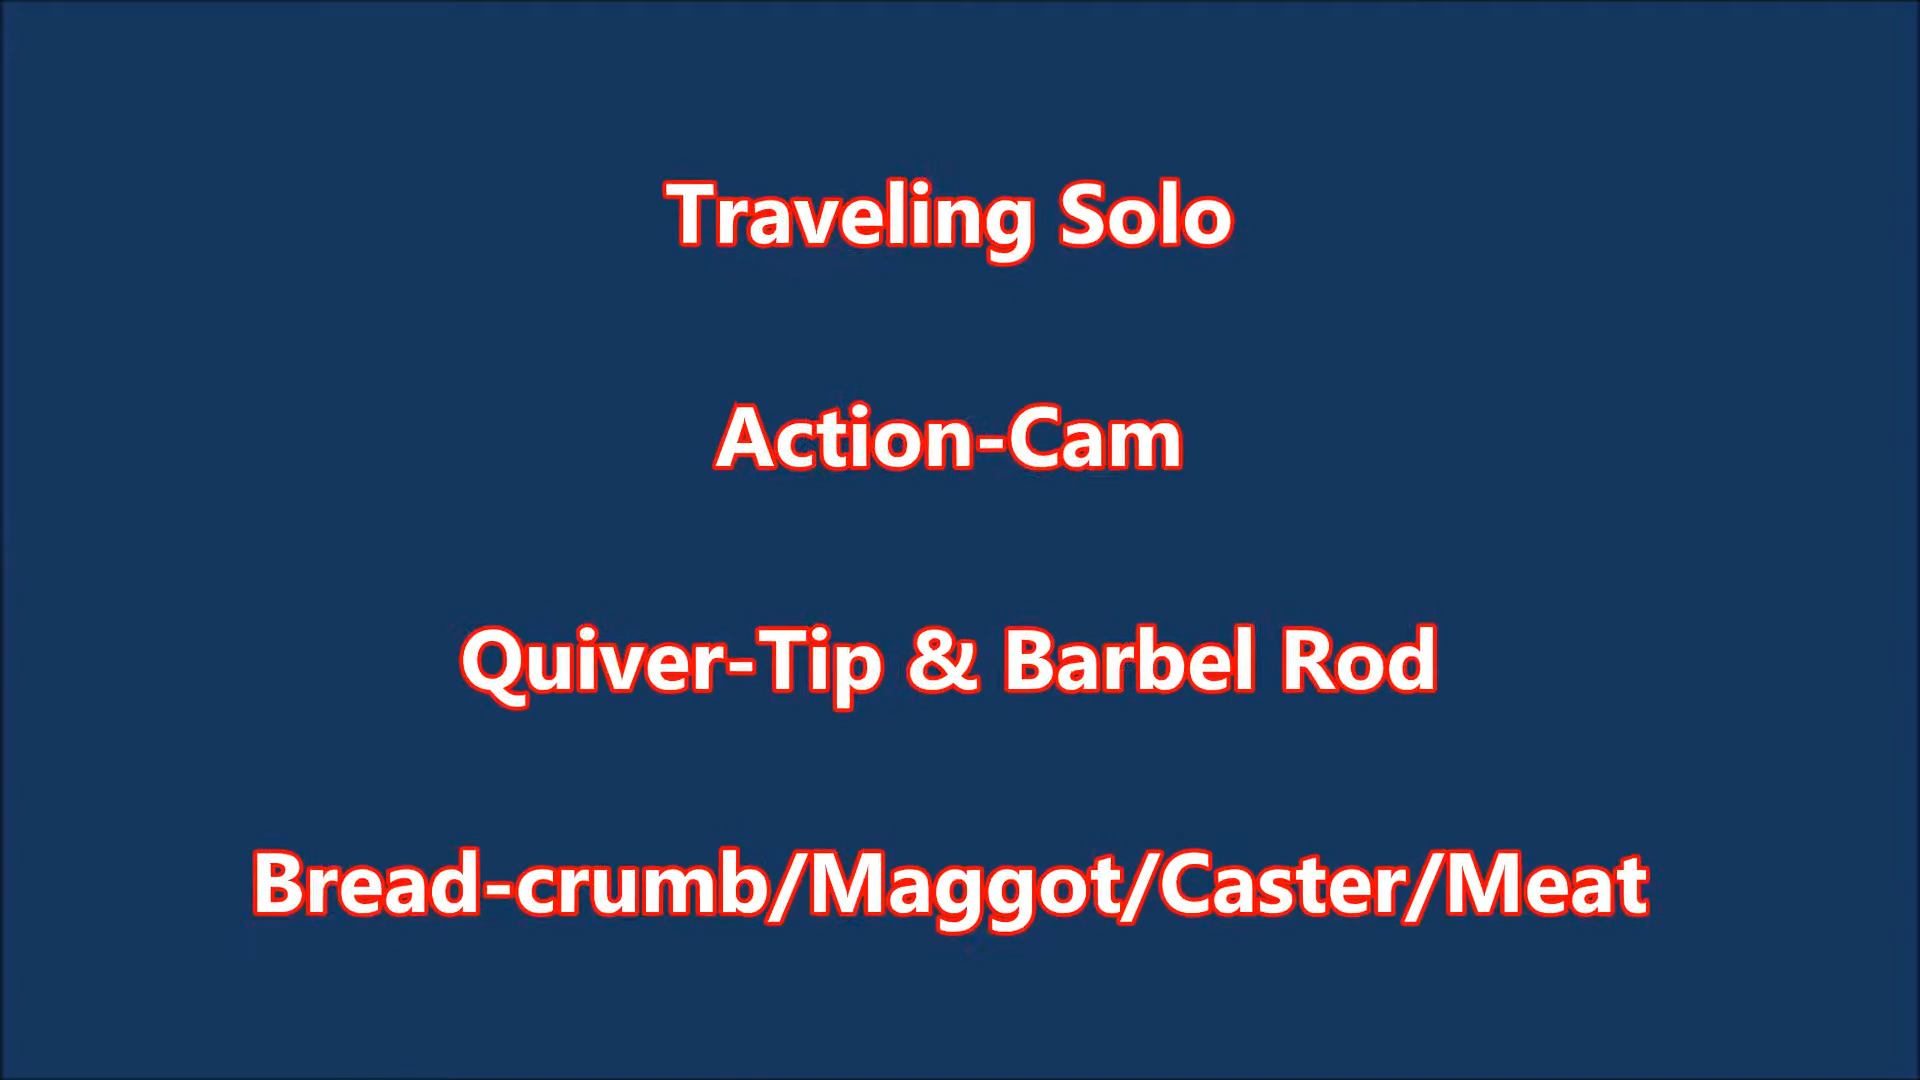 Traveling Solo
Action-Cam
Quiver-Tip & Barbel Rod
Bread-crumb/Maggot/Caster/Meat